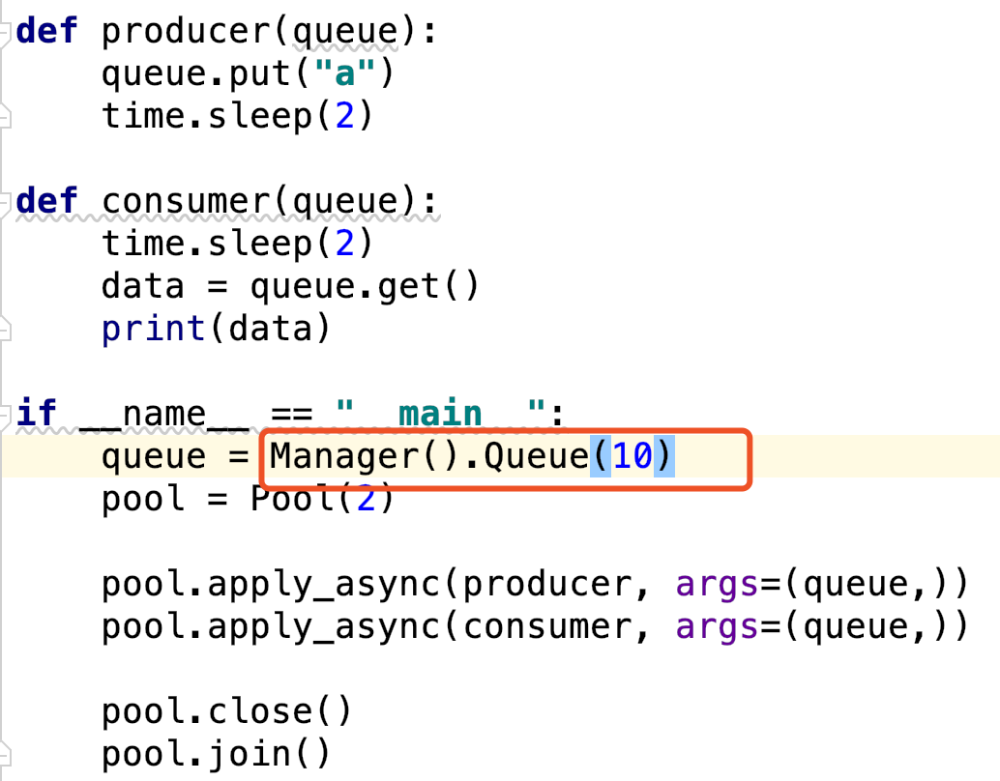 def producer(queue):
    queue.put("a")
    time.sleep(2)
def consumer(queue):
    time.sleep(2)
    data = queue.get()
    print(data)
if __name__ == "__main__":
    queue = Manager().Queue(10)
    pool = Pool(2)
    pool.apply_async(producer, args=(queue,))
    pool.apply_async(consumer, args=(queue,))
    pool.close()
    pool.join()